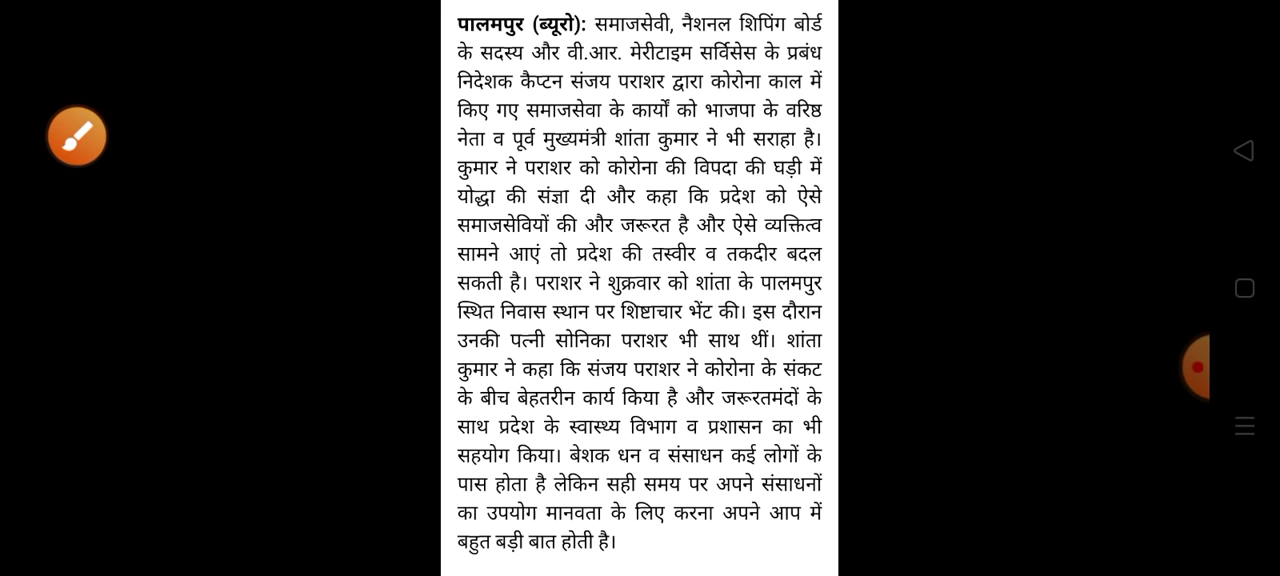 पालमपुर (ब्यूरो): समाजसेवी, नैशनल शिपिंग बोर्ड
के सदस्य और वी.आर. मेरीटाइम सर्विसेस के प्रबंध
निदेशक कैप्टन संजय पराशर द्वारा कोरोना काल में
किए गए समाजसेवा के कार्यों को भाजपा के वरिष्ठ
नेता व पूर्व मुख्यमंत्री शांता कुमार ने भी सराहा है।
कुमार ने पराशर को कोरोना की विपदा की घड़ी में
योद्धा की संज्ञा दी और कहा कि प्रदेश को ऐसे
समाजसेवियों की और जरूरत है और ऐसे व्यक्तित्व
सामने आएं तो प्रदेश की तस्वीर व तकदीर बदल
सकती है। पराशर ने शुक्रवार को शांता के पालमपुर
स्थित निवास स्थान पर शिष्टाचार भेंट की। इस दौरान
उनकी पत्नी सोनिका पराशर भी साथ थीं। शांता
कुमार ने कहा कि संजय पराशर ने कोरोना के संकट
के बीच बेहतरीन कार्य किया है और जरूरतमंदों के
साथ प्रदेश के स्वास्थ्य विभाग व प्रशासन का भी
सहयोग किया। बेशक धन व संसाधन कई लोगों के
पास होता है लेकिन सही समय पर अपने संसाधनों
का उपयोग मानवता के लिए करना अपने आप में
बहुत बड़ी बात होती है।